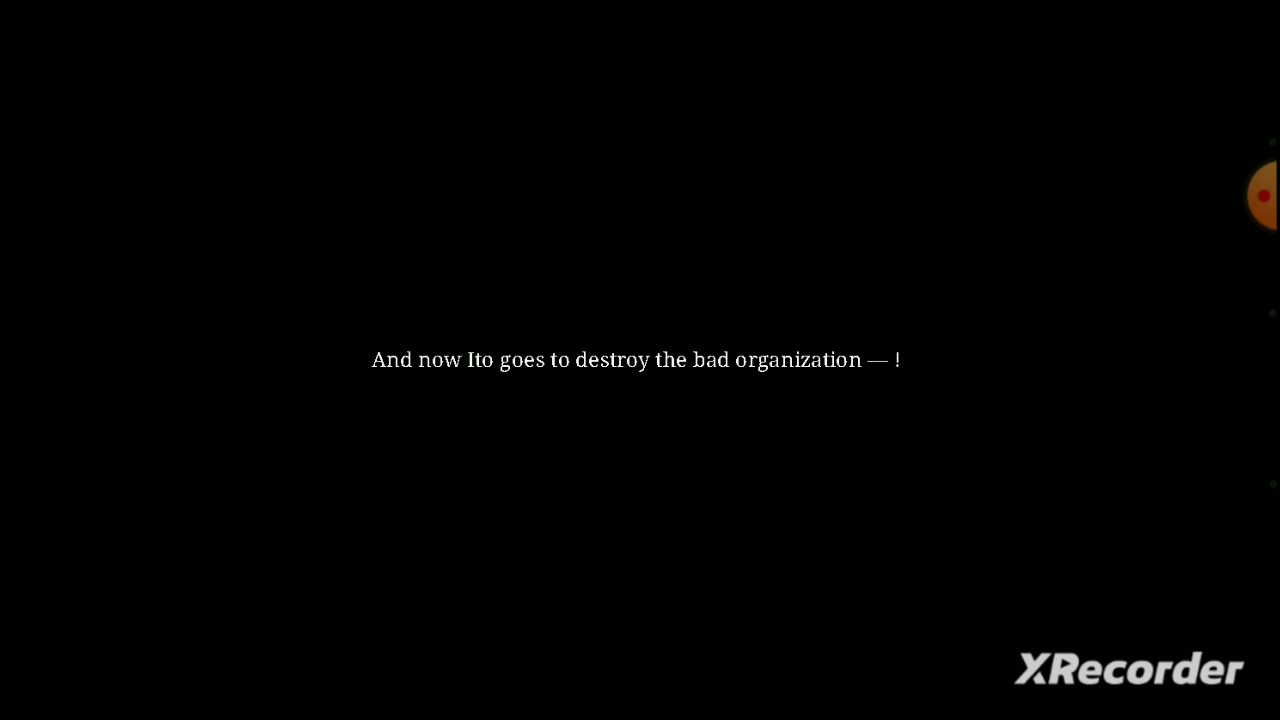 And now Ito goes to destroy the bad organization — !
XRecorder